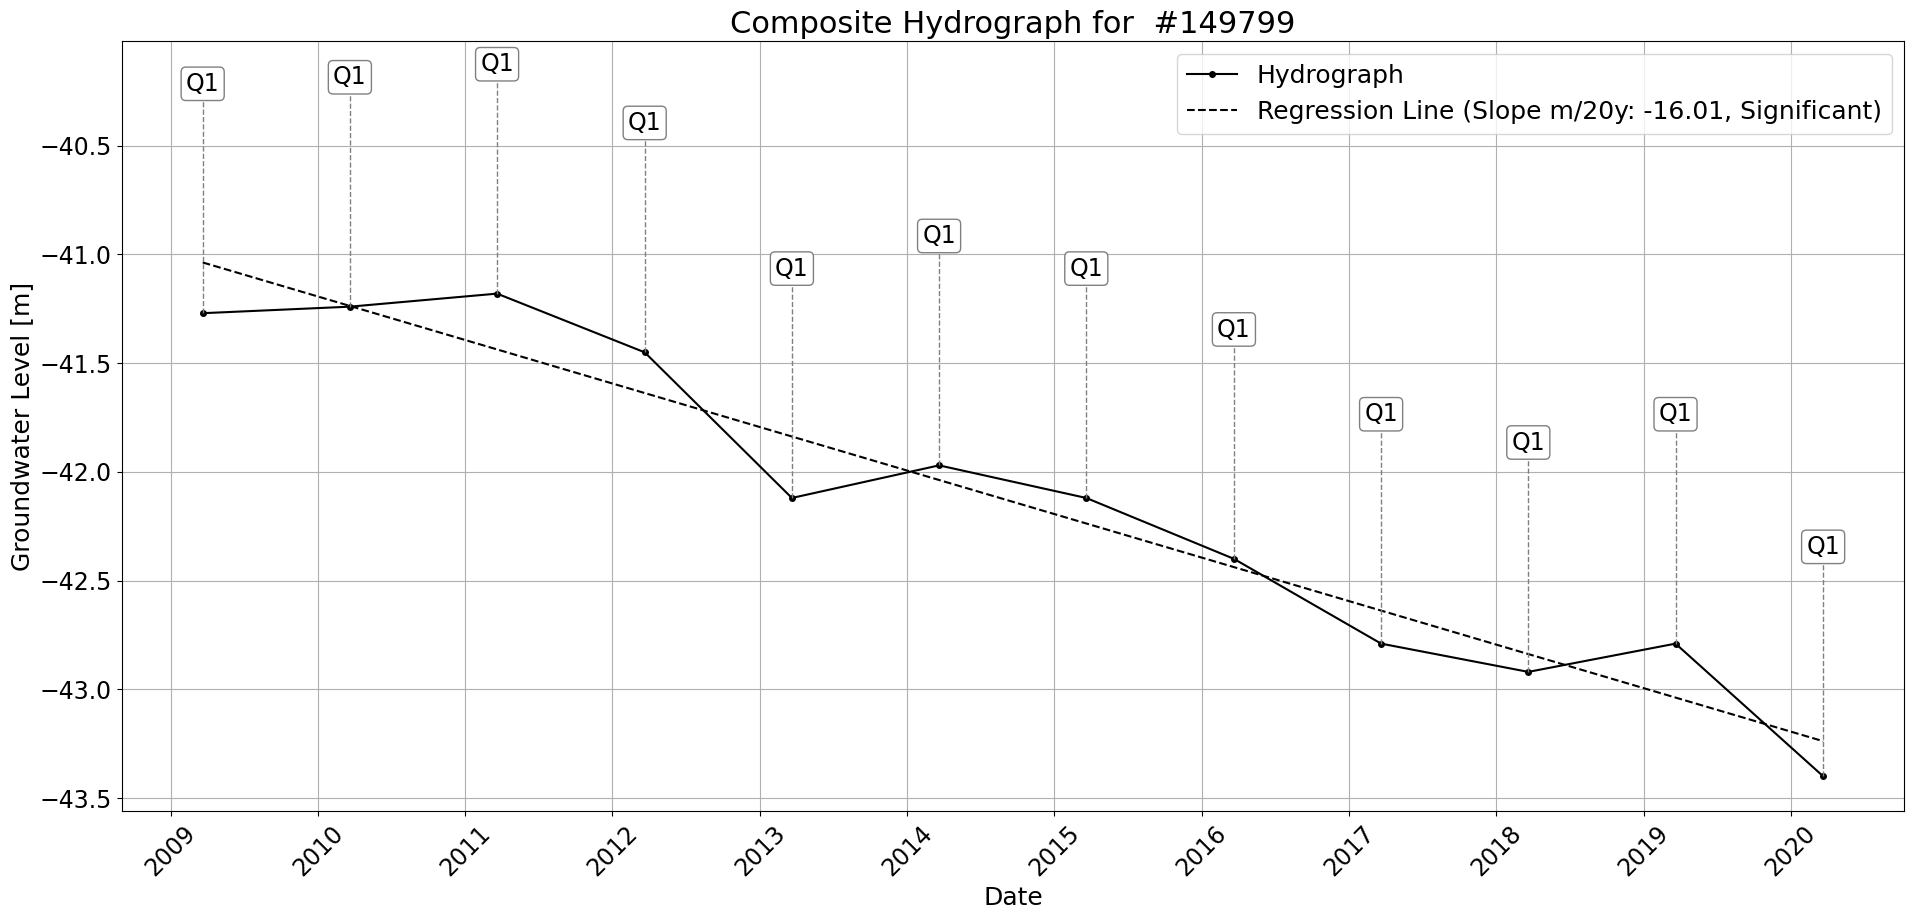 Composite Hydrograph for  #149799
Hydrograph
Regression Line (Slope m/20y: -16.01, Significant)
Q1
Q1
Q1
Q1
Q1
Q1
Q1
Q1
Q1
Q1
Q1
Q1
Groundwater Level [m]
−40.5
−41.0
−41.5
−42.0
−42.5
−43.0
−43.5
2009
2010
2011
2012
2013
2014
2015
2016
2017
2018
2019
2020
Date